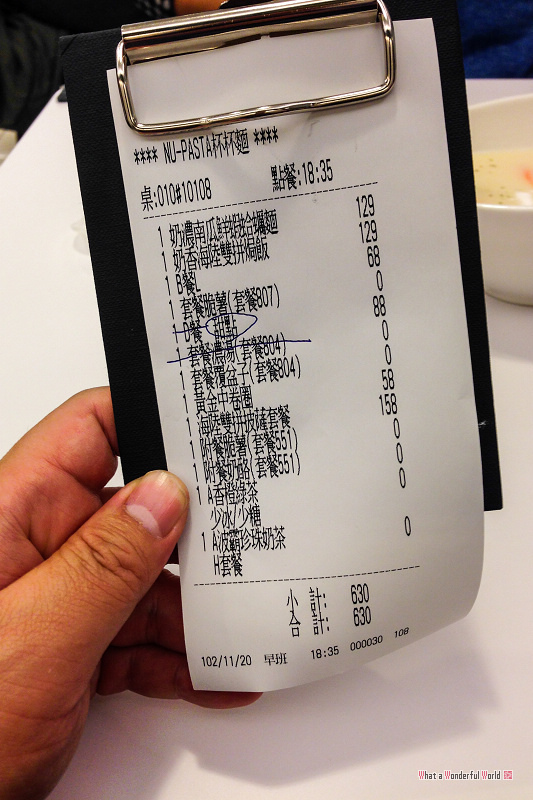 **** NU-PASTA杯杯麵 ****
桌:010#10108 點餐:18:35
1 奶濃南瓜鮮蝦蛤蠣麵 129
1 奶香海陸雙拼焗飯 129
1 B餐L 68
1 套餐脆薯(套餐807) 0
1 D餐 甜點 88
套餐濃湯(套餐804) 0
1 套餐覆盆子(套餐804) 0
1 黃金中卷圈 58
1 海陸雙拼披薩套餐 158
1 附餐脆薯(套餐551) 0
1 附餐奶酪(套餐551) 0
1 A香橙綠茶 0
少冰/少糖
1 A波霸珍珠奶茶 0
H套餐
小 計: 630
合 計: 630
102/11/20 早班 18:35 000030 108
What a Wonderful World